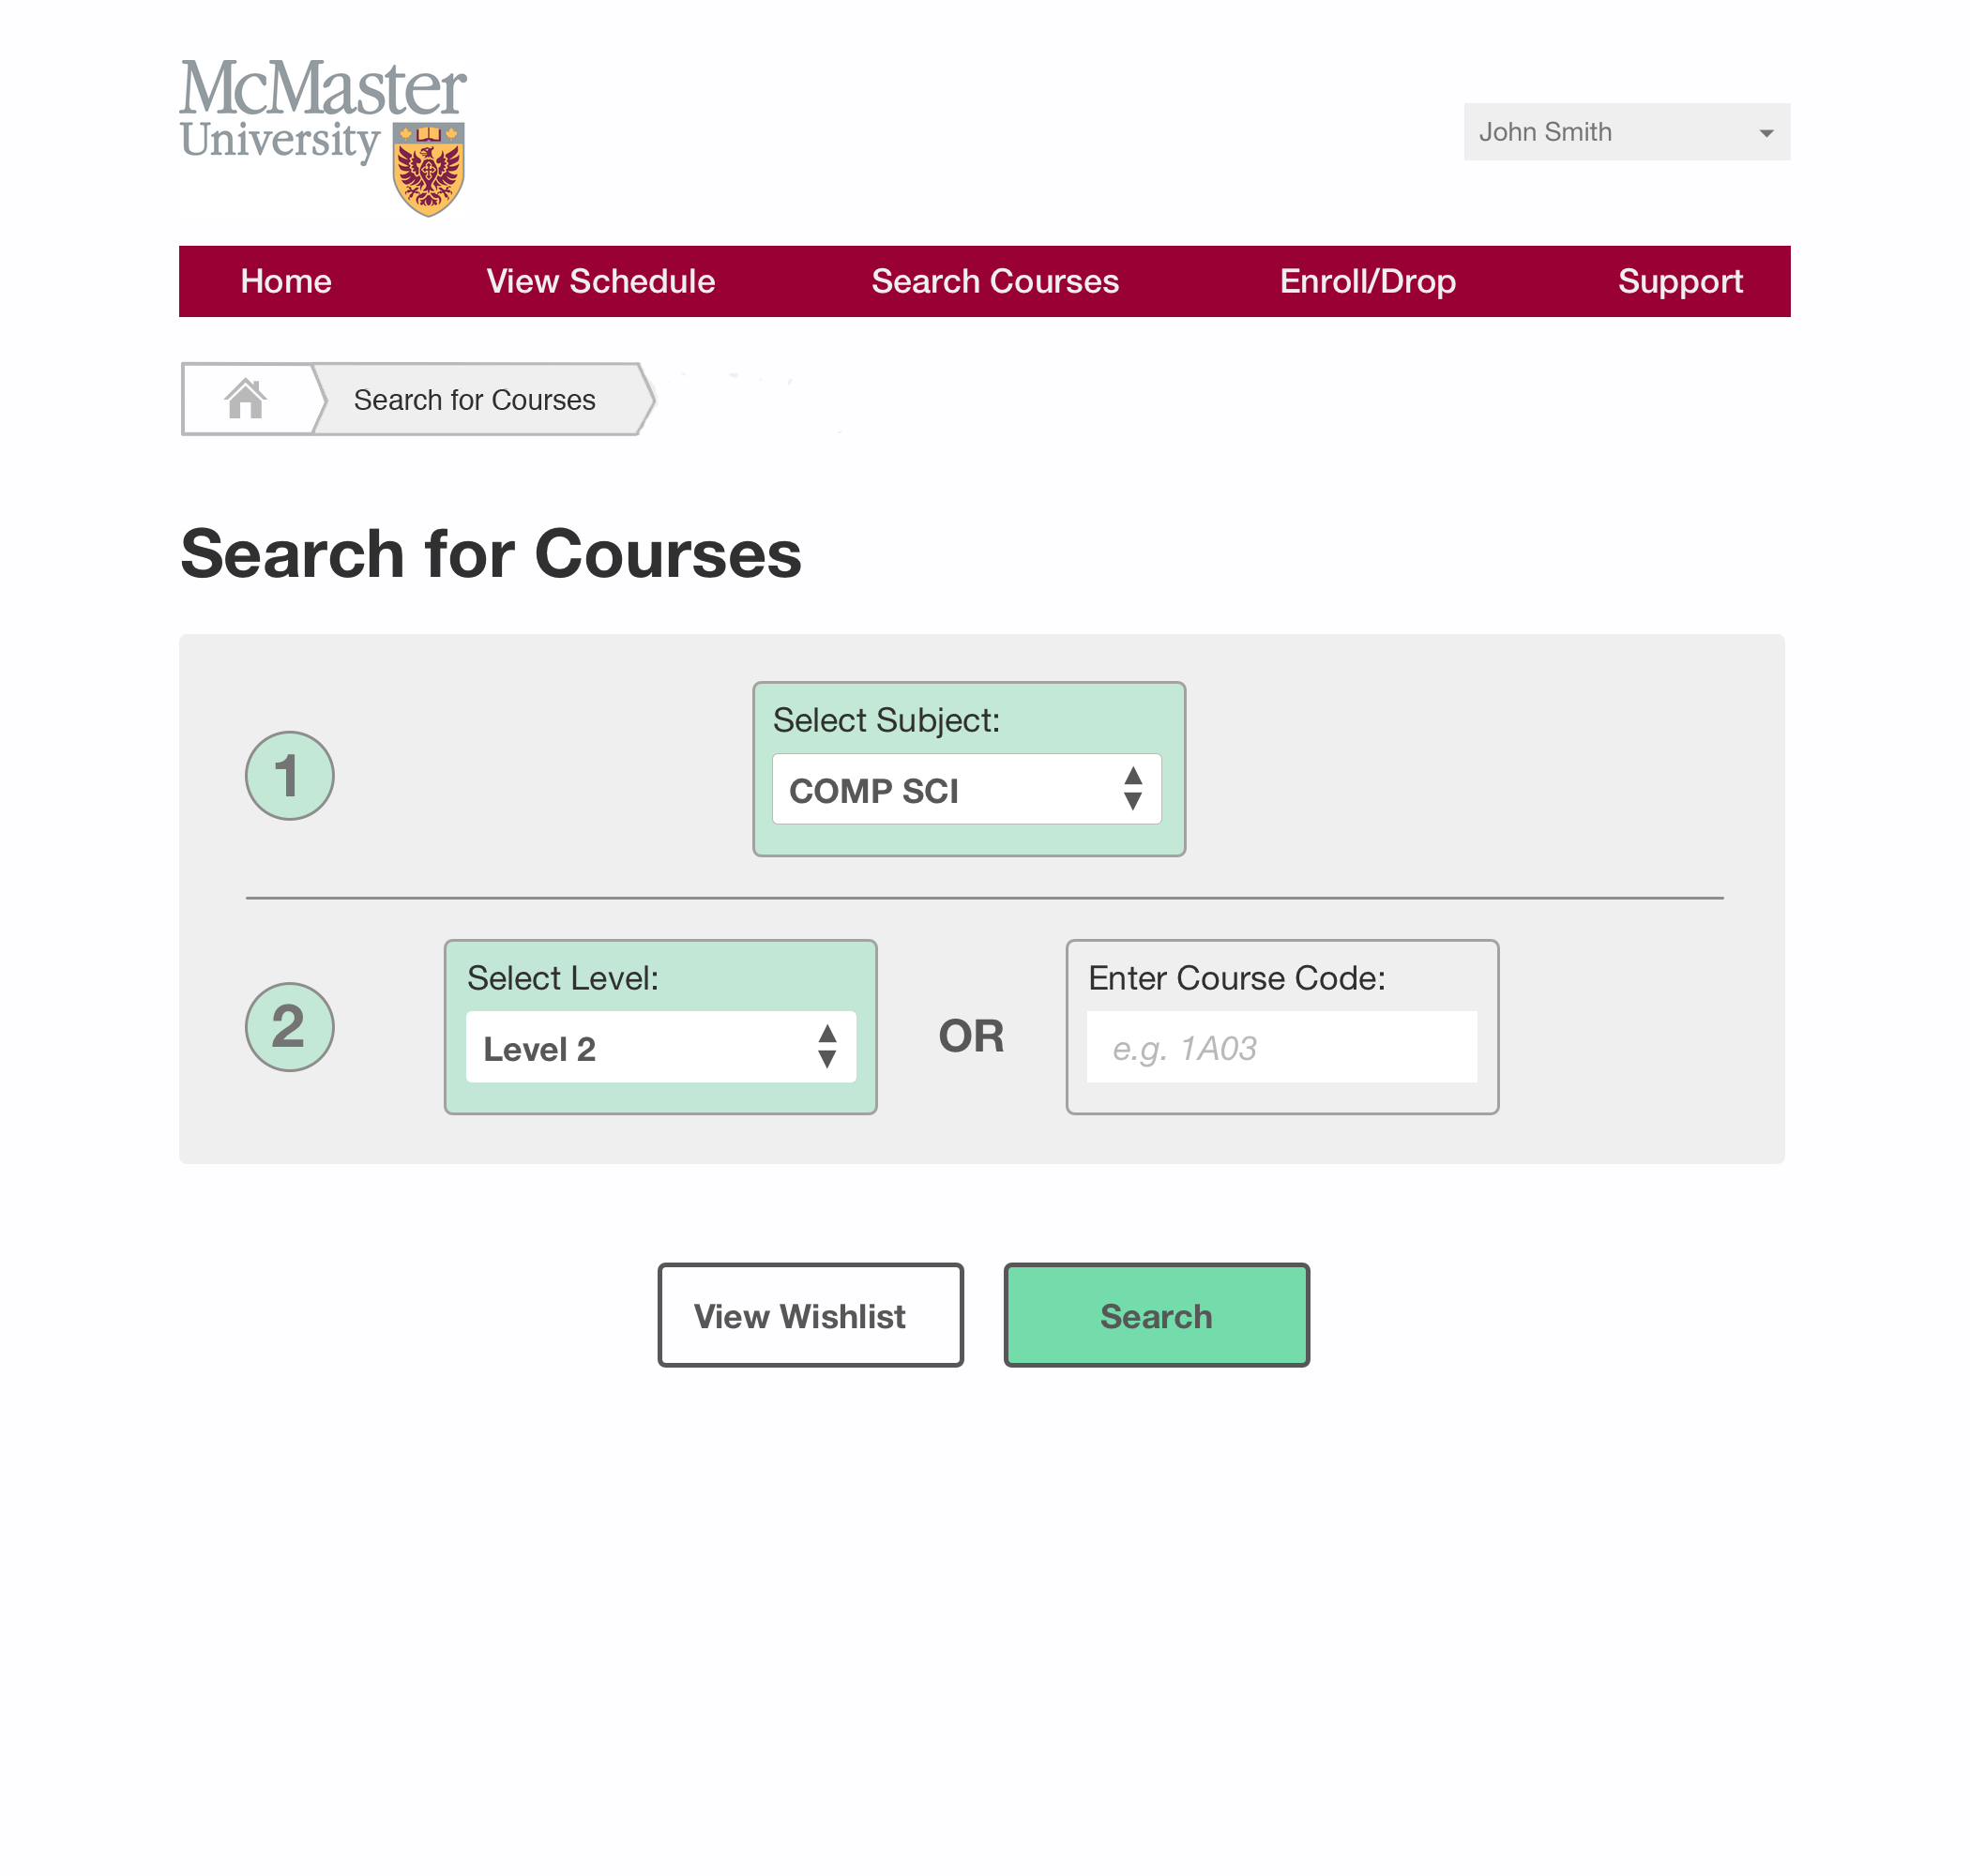 McMaster
University
John Smith
Home View Schedule Search Courses Enroll/Drop Support
Search for Courses
Search for Courses
1
Select Subject:
COMP SCI
2
Select Level:
Level 2
OR
Enter Course Code:
e.g. 1A03
View Wishlist
Search